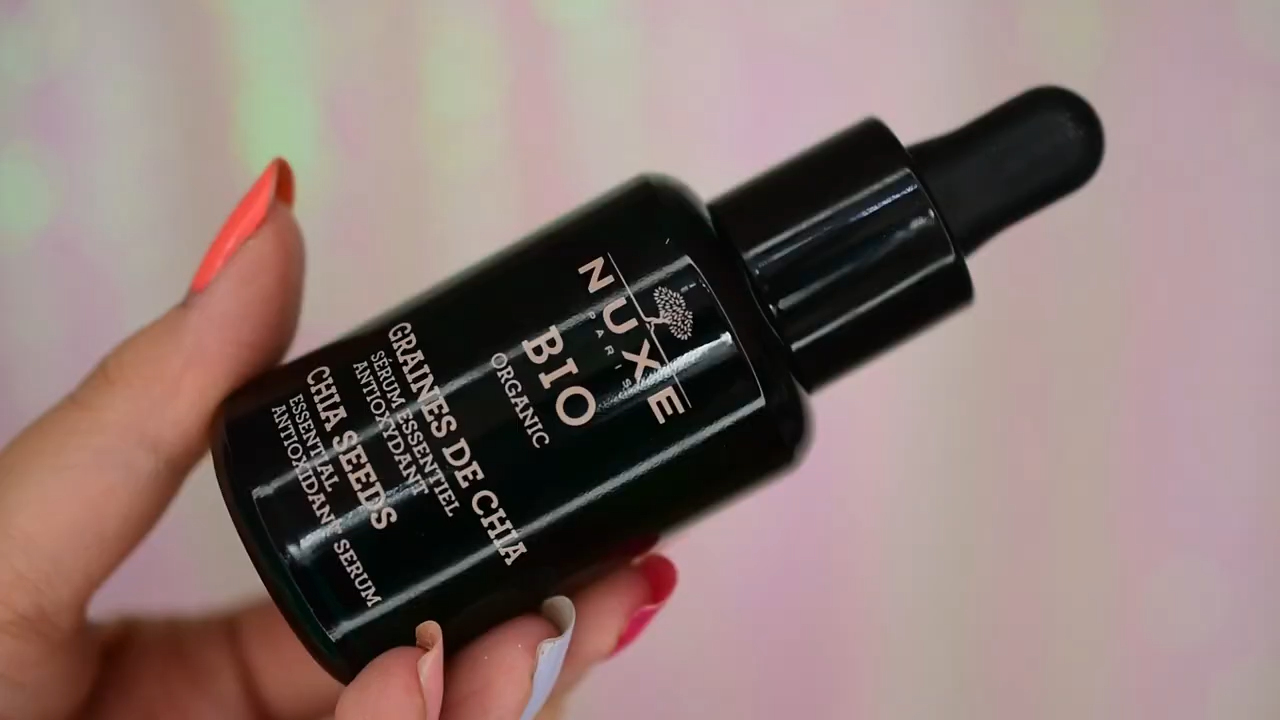 NUXE
PARIS
BIO
ORGANIC
GRAINES DE CHIA
SÉRUM ESSENTIEL
ANTIOXYDANT
CHIA SEEDS
ESSENTIAL
ANTIOXIDANT SERUM